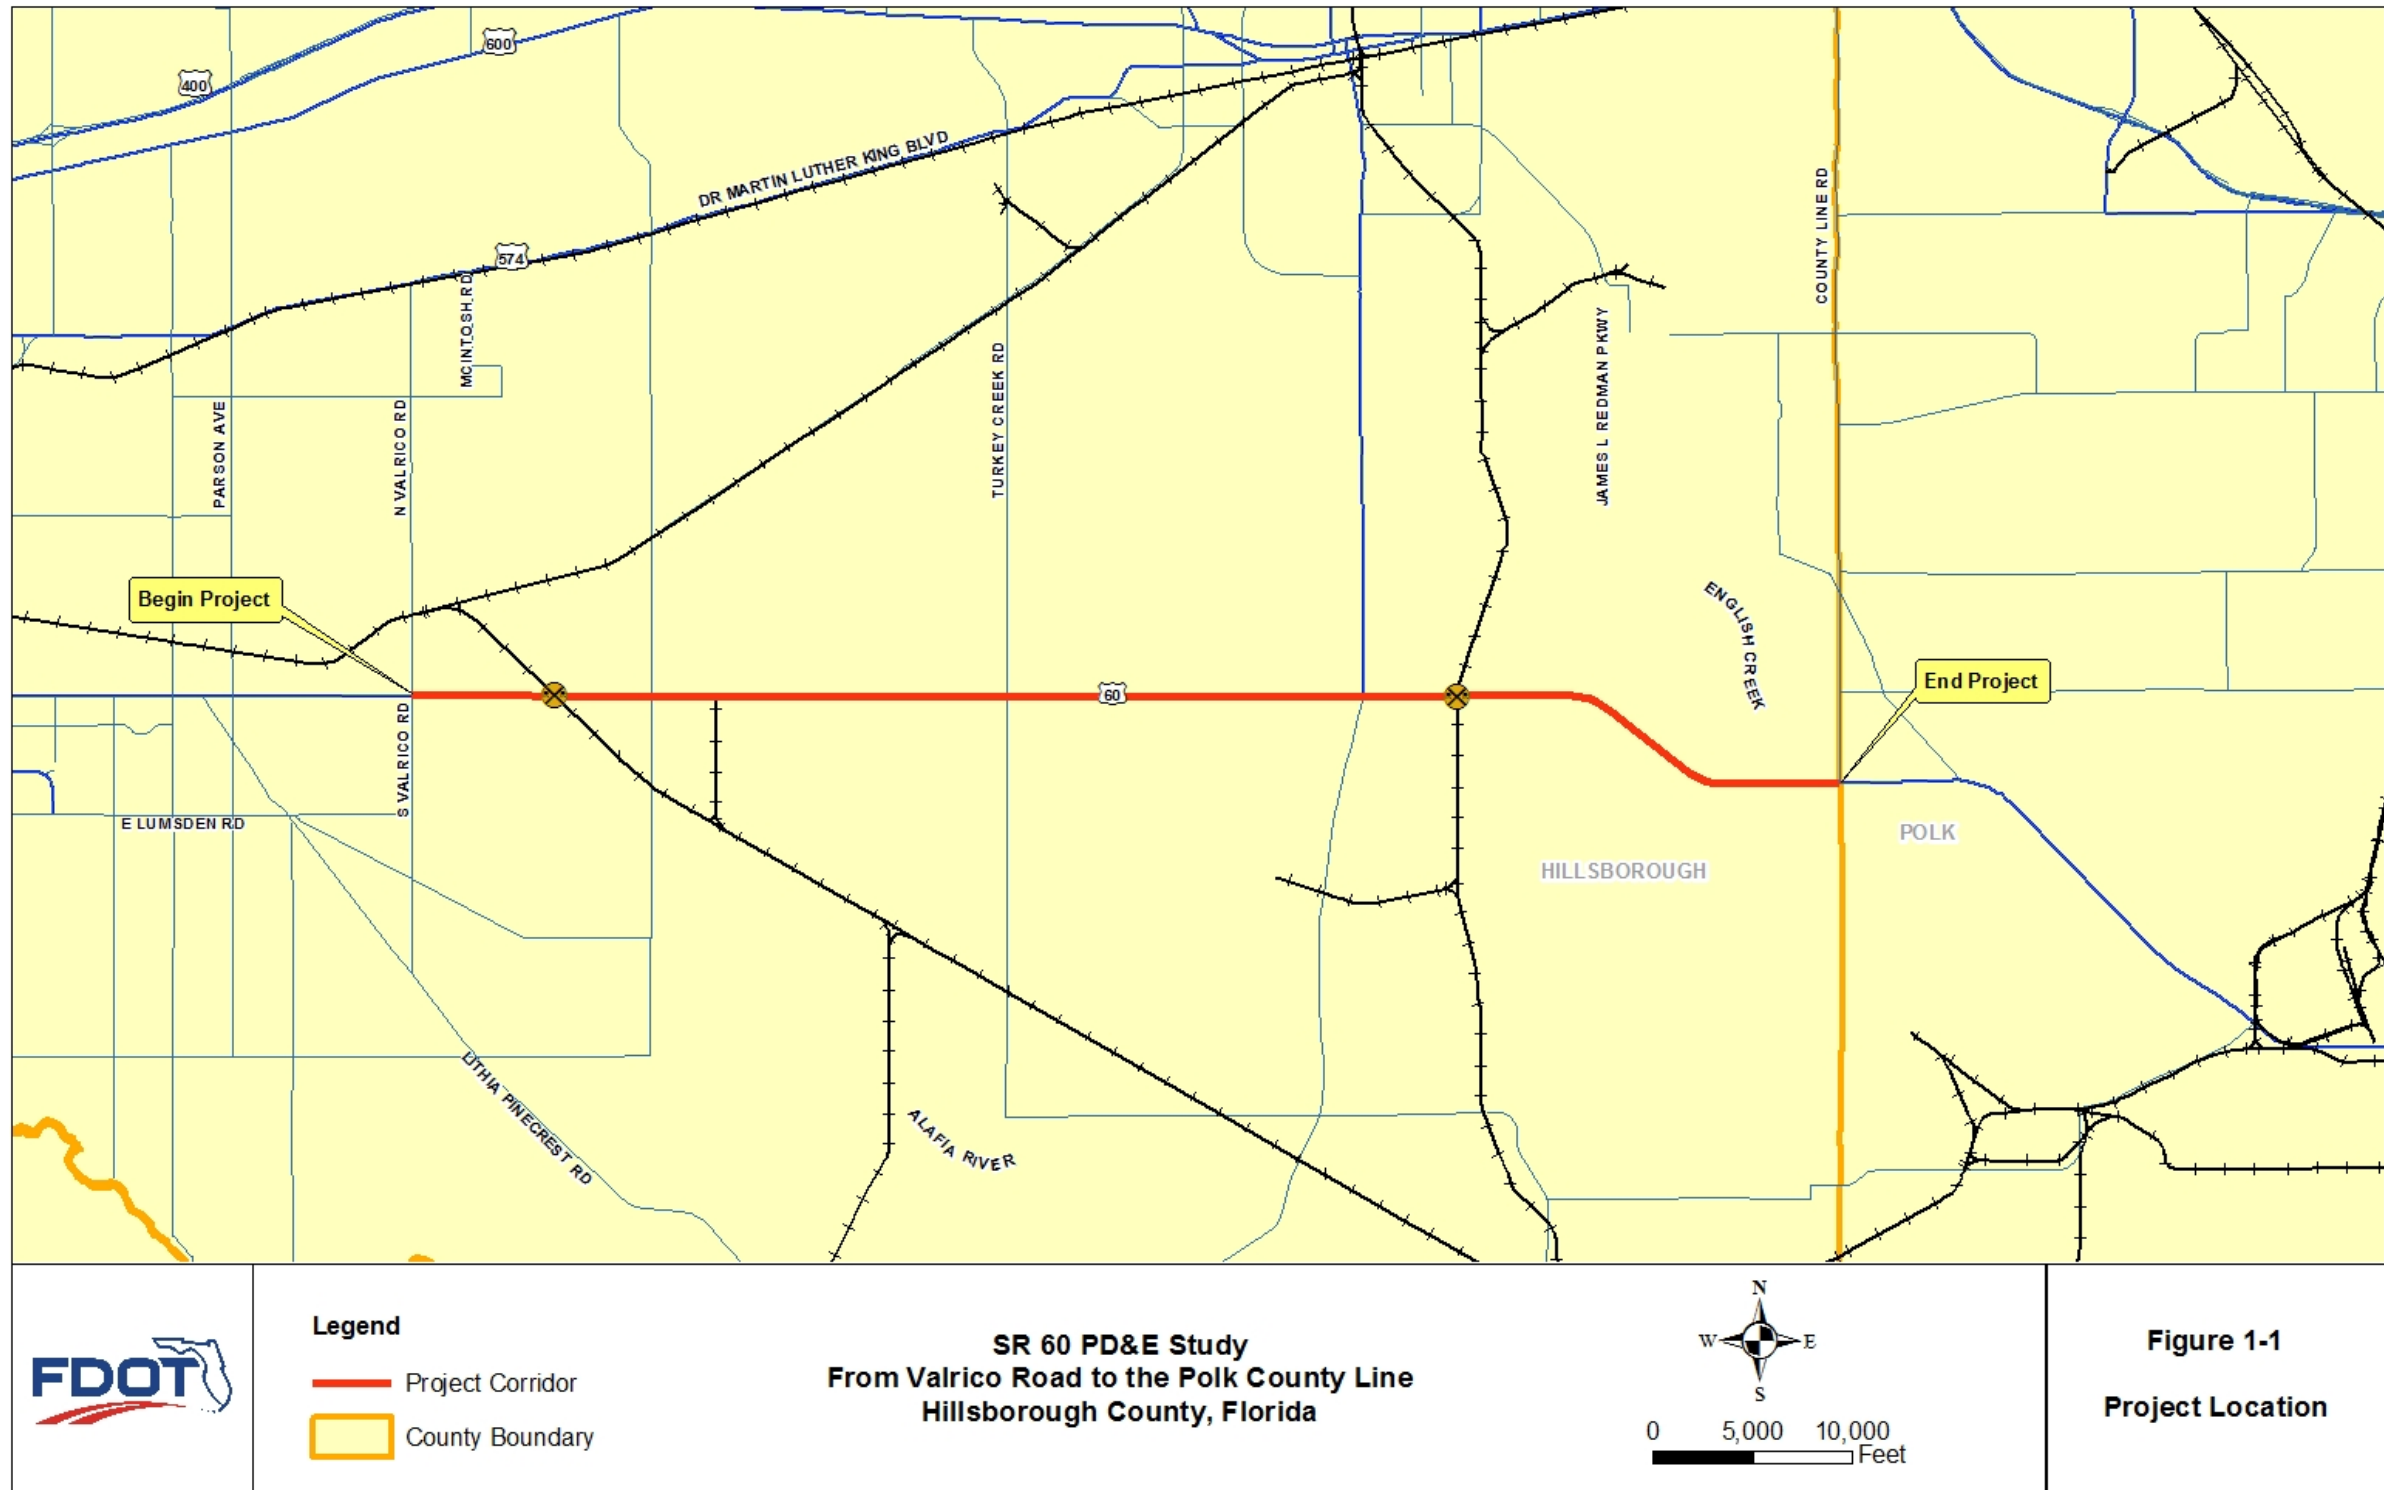 600
400
DR MARTIN LUTHER KING BLVD
574
MCINTOSH RD
COUNTY LINE RD
JAMES L REDMAN PKWY
TURKEY CREEK RD
PARSON AVE
N VALRICO RD
Begin Project
ENGLISH CREEK
End Project
60
S VALRICO RD
E LUMSDEN RD
POLK
HILLSBOROUGH
LITHIA PINECREST RD
ALAFIA RIVER
FDOT
Legend
Project Corridor
County Boundary
SR 60 PD&E Study
From Valrico Road to the Polk County Line
Hillsborough County, Florida
N
W E
S
0 5,000 10,000
Feet
Figure 1-1
Project Location